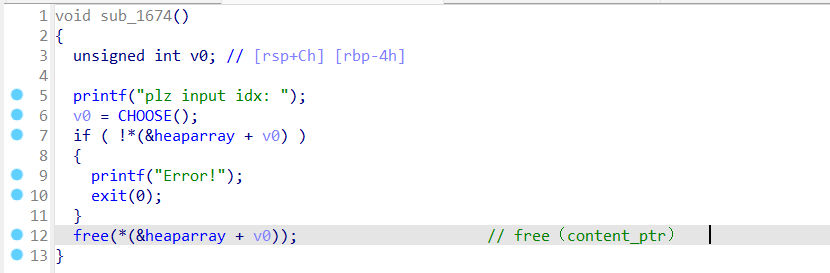 1 void sub_1674()
2 {
3   unsigned int v0; // [rsp+Ch] [rbp-4h]
4
5   printf("plz input idx: ");
6   v0 = CHOOSE();
7   if ( !*(&heaparray + v0) )
8   {
9     printf("Error!");
10     exit(0);
11   }
12   free(*(&heaparray + v0));                     // free（content_ptr）
13 }